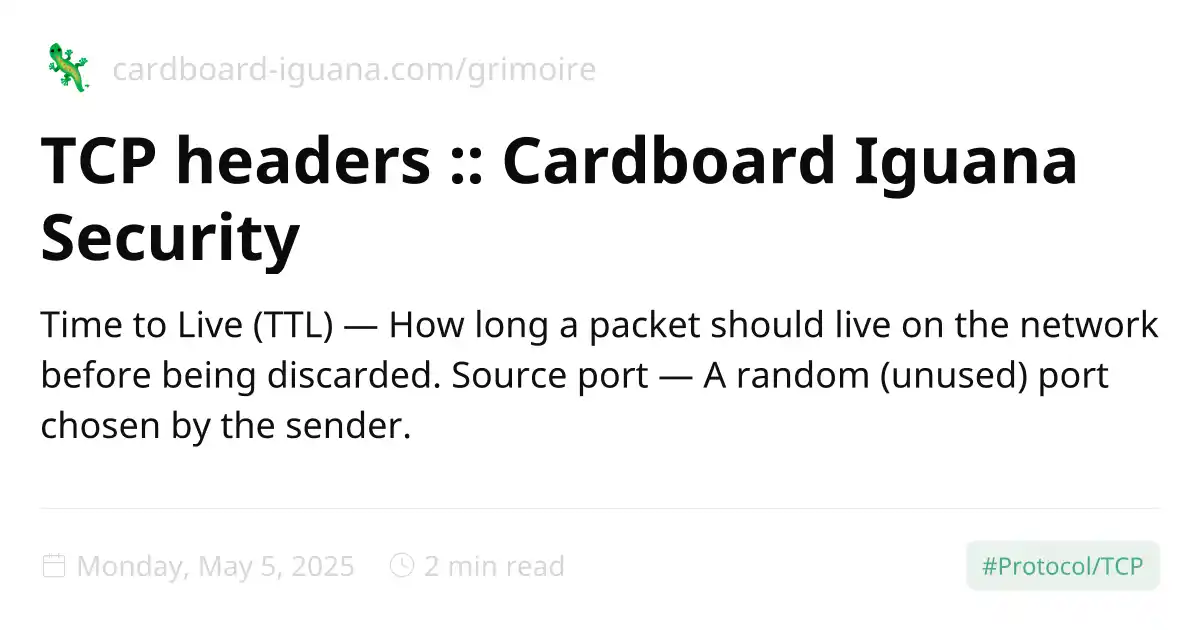 cardboard-iguana.com/grimoire
TCP headers :: Cardboard Iguana
Security
Time to Live (TTL) — How long a packet should live on the network
before being discarded. Source port — A random (unused) port
chosen by the sender.
Monday, May 5, 2025 2 min read #Protocol/TCP